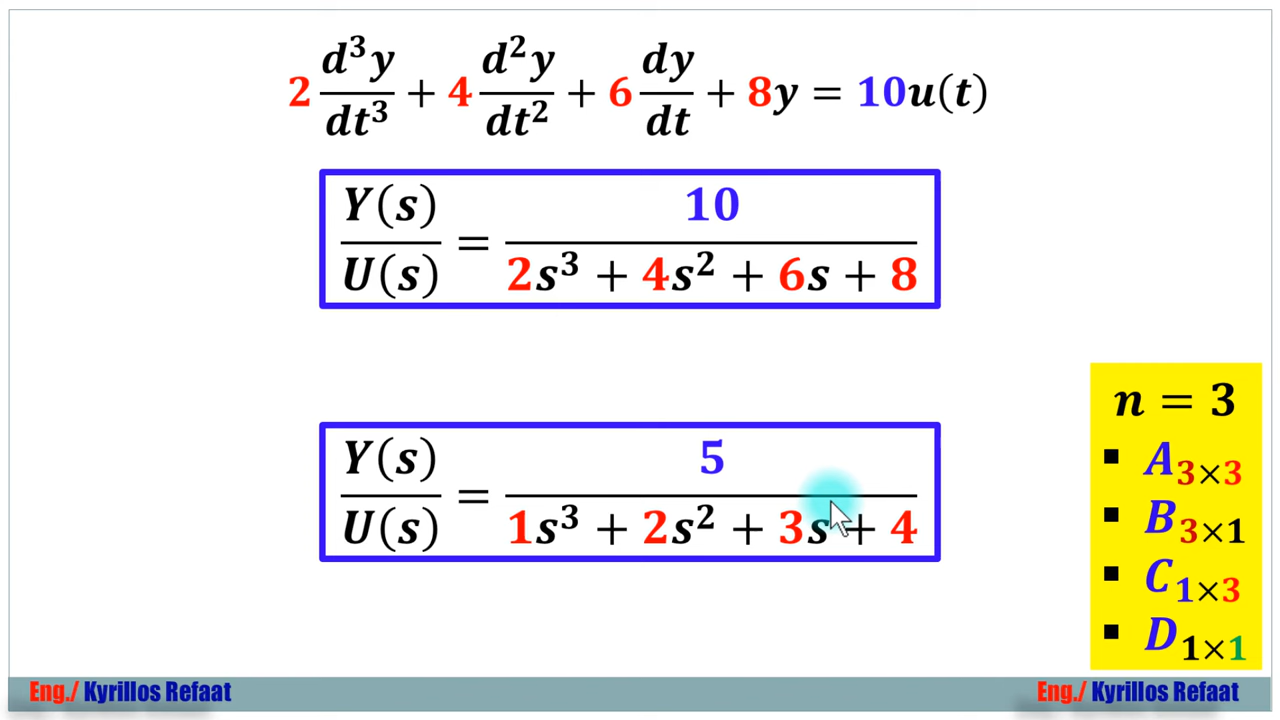 2 d³y/dt³ + 4 d²y/dt² + 6 dy/dt + 8y = 10u(t)
Y(s)/U(s) = 10/(2s³ + 4s² + 6s + 8)
Y(s)/U(s) = 5/(1s³ + 2s² + 3s + 4)
n = 3
▪ A₃×₃
▪ B₃×₁
▪ C₁×₃
▪ D₁×₁
Eng./ Kyrillos Refaat
Eng./ Kyrillos Refaat